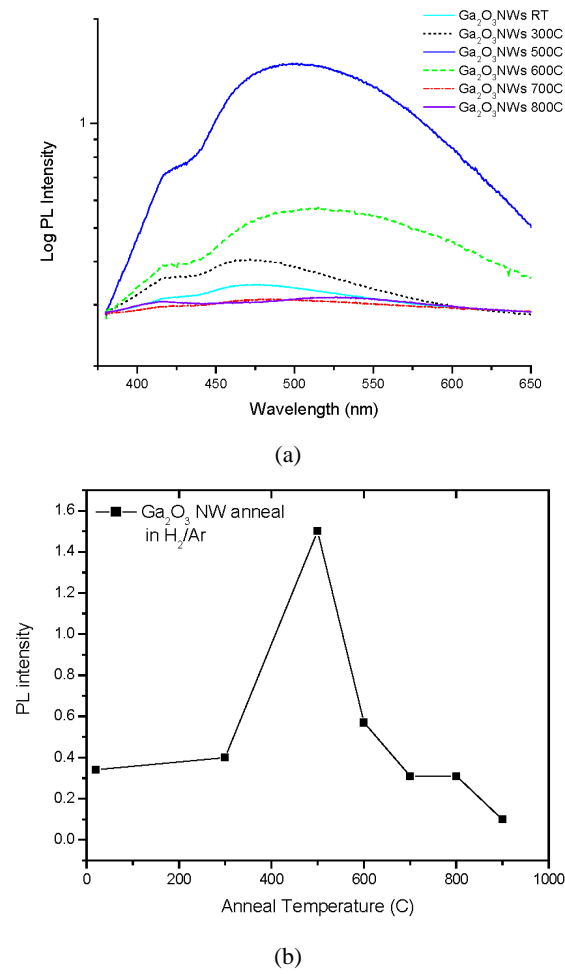 Ga₂O₃NWs RT
Ga₂O₃NWs 300C
Ga₂O₃NWs 500C
Ga₂O₃NWs 600C
Ga₂O₃NWs 700C
Ga₂O₃NWs 800C
1
Log PL Intensity
400 450 500 550 600 650
Wavelength (nm)
(a)
Ga₂O₃ NW anneal
in H₂/Ar
1.6
1.4
1.2
1.0
0.8
0.6
0.4
0.2
0.0
PL intensity
0 200 400 600 800 1000
Anneal Temperature (C)
(b)